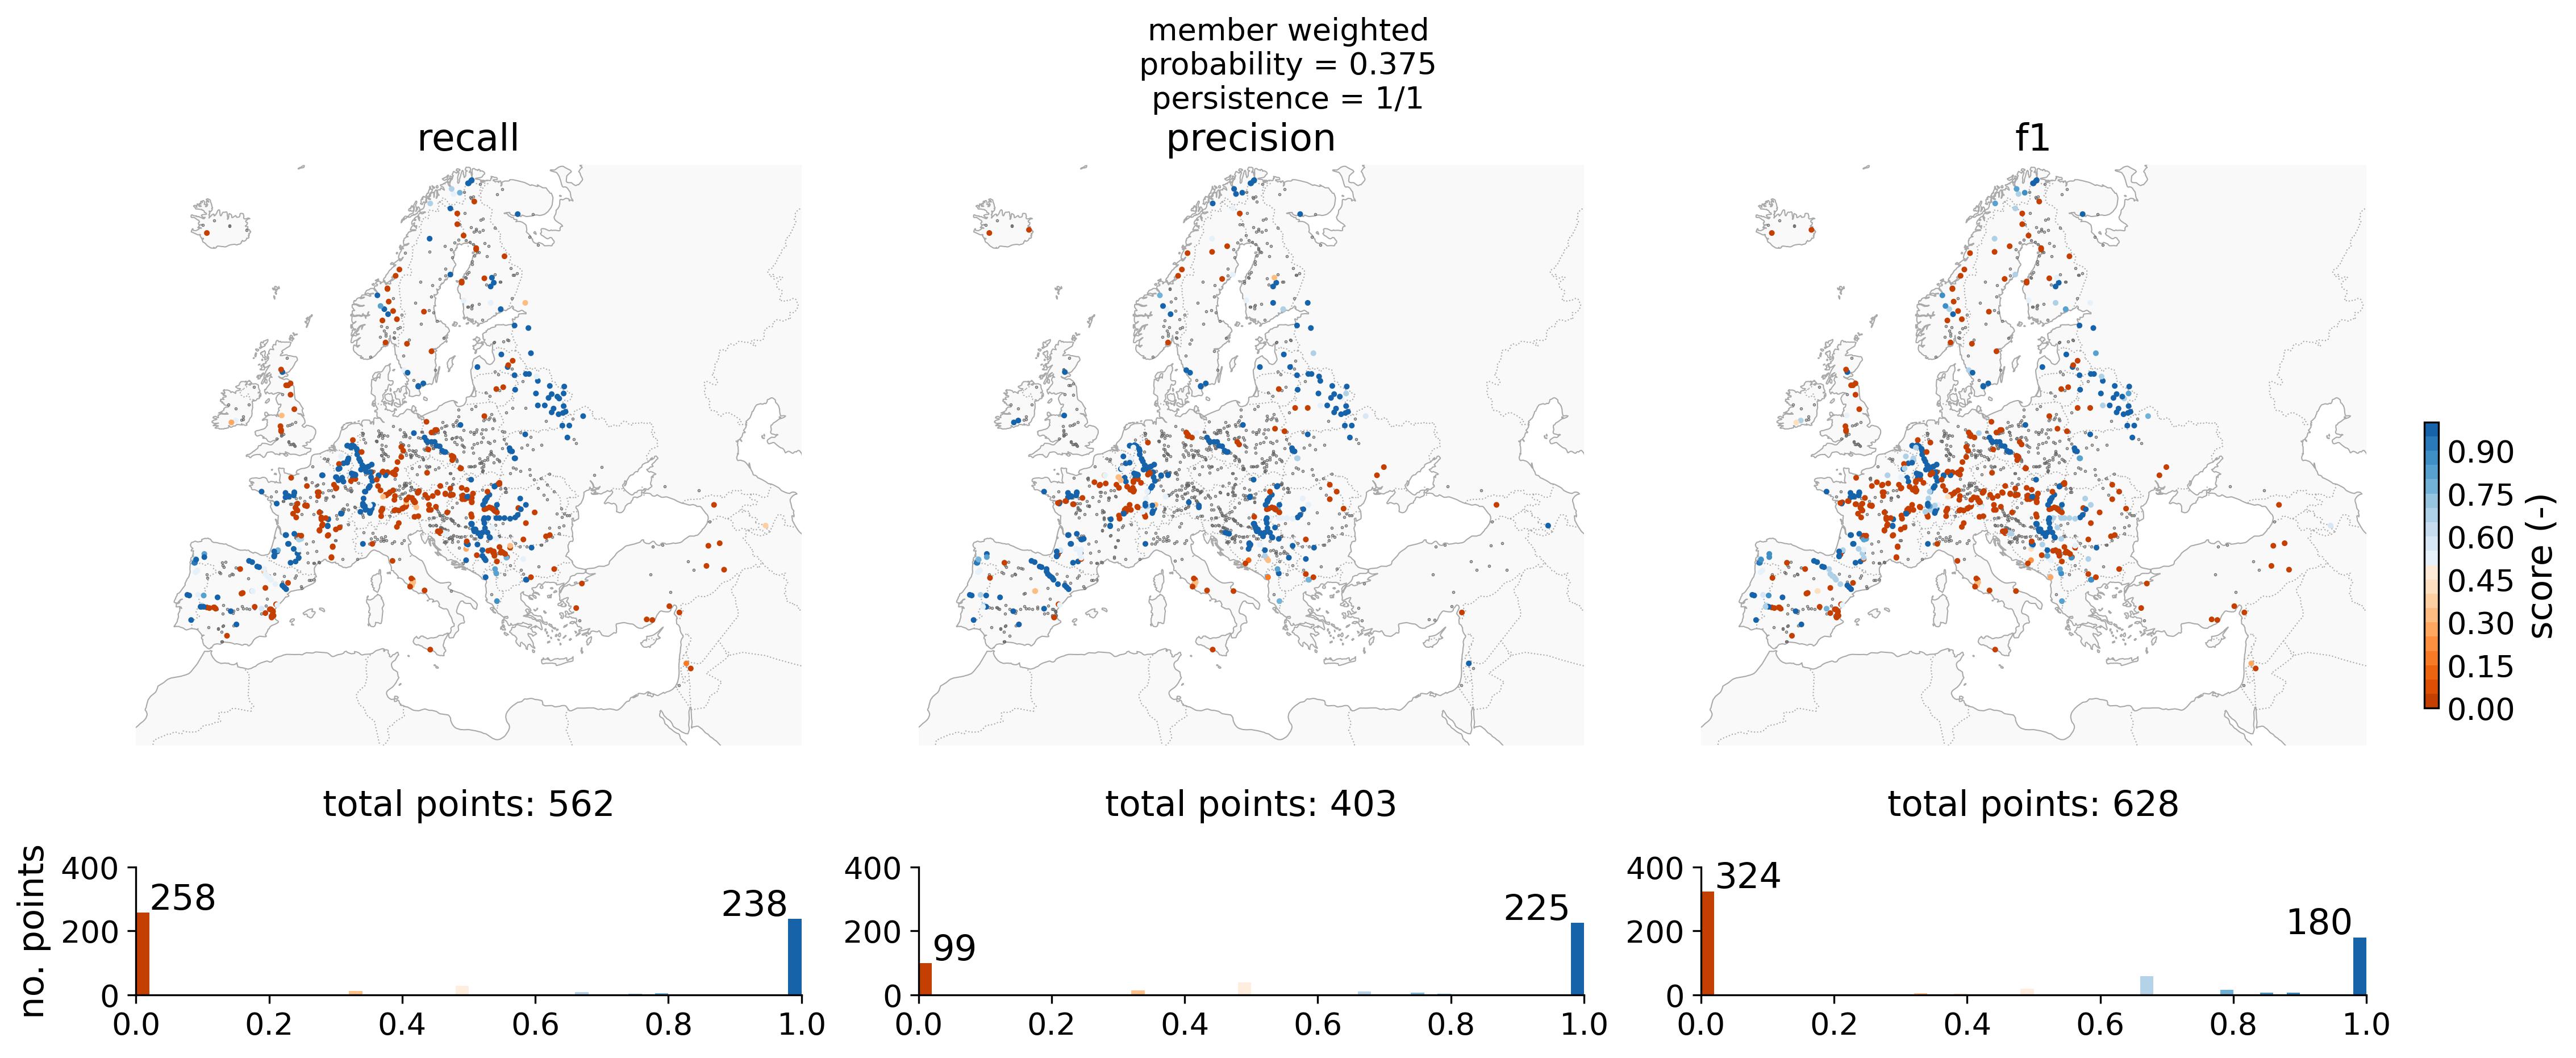 member weighted
probability = 0.375
persistence = 1/1
recall
precision
f1
0.90
0.75
0.60
0.45
0.30
0.15
0.00
score (-)
total points: 562
total points: 403
total points: 628
no. points
400
200
0
258
238
0.0 0.2 0.4 0.6 0.8 1.0
400
200
0
99
225
0.0 0.2 0.4 0.6 0.8 1.0
400
200
0
324
180
0.0 0.2 0.4 0.6 0.8 1.0